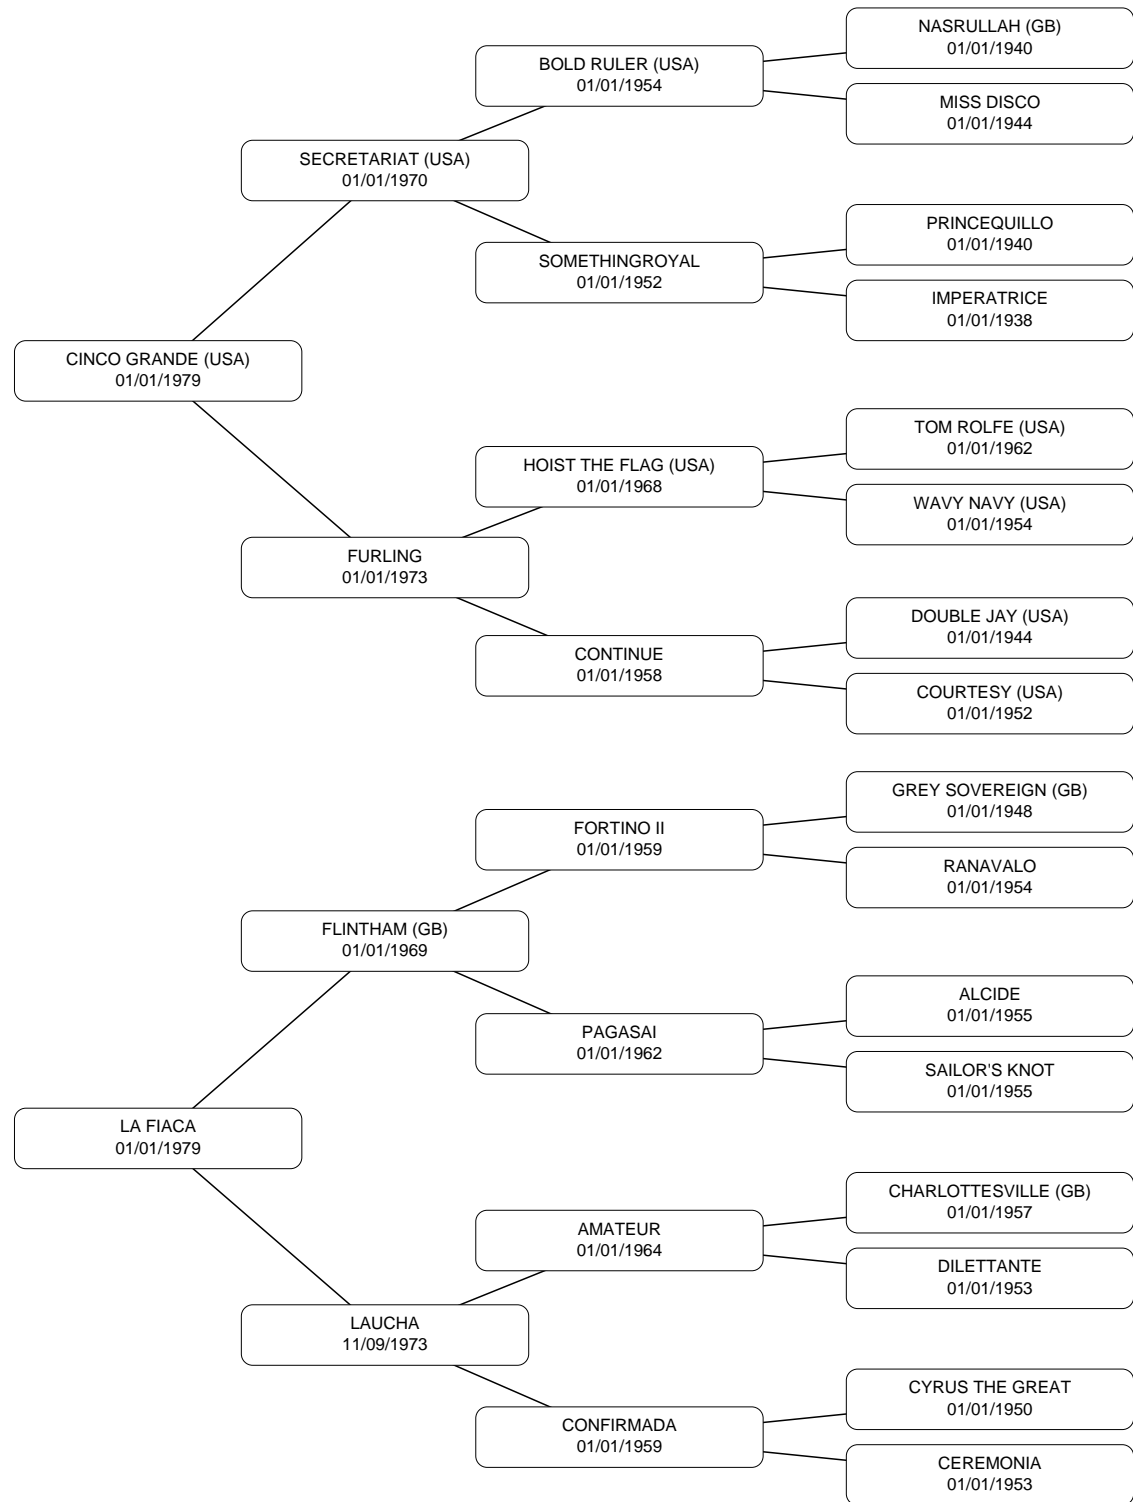 NASRULLAH (GB)
01/01/1940
BOLD RULER (USA)
01/01/1954
MISS DISCO
01/01/1944
SECRETARIAT (USA)
01/01/1970
PRINCEQUILLO
01/01/1940
SOMETHINGROYAL
01/01/1952
IMPERATRICE
01/01/1938
CINCO GRANDE (USA)
01/01/1979
TOM ROLFE (USA)
01/01/1962
HOIST THE FLAG (USA)
01/01/1968
WAVY NAVY (USA)
01/01/1954
FURLING
01/01/1973
DOUBLE JAY (USA)
01/01/1944
CONTINUE
01/01/1958
COURTESY (USA)
01/01/1952
GREY SOVEREIGN (GB)
01/01/1948
FORTINO II
01/01/1959
RANAVALO
01/01/1954
FLINTHAM (GB)
01/01/1969
ALCIDE
01/01/1955
PAGASAI
01/01/1962
SAILOR'S KNOT
01/01/1955
LA FIACA
01/01/1979
CHARLOTTESVILLE (GB)
01/01/1957
AMATEUR
01/01/1964
DILETTANTE
01/01/1953
LAUCHA
11/09/1973
CYRUS THE GREAT
01/01/1950
CONFIRMADA
01/01/1959
CEREMONIA
01/01/1953